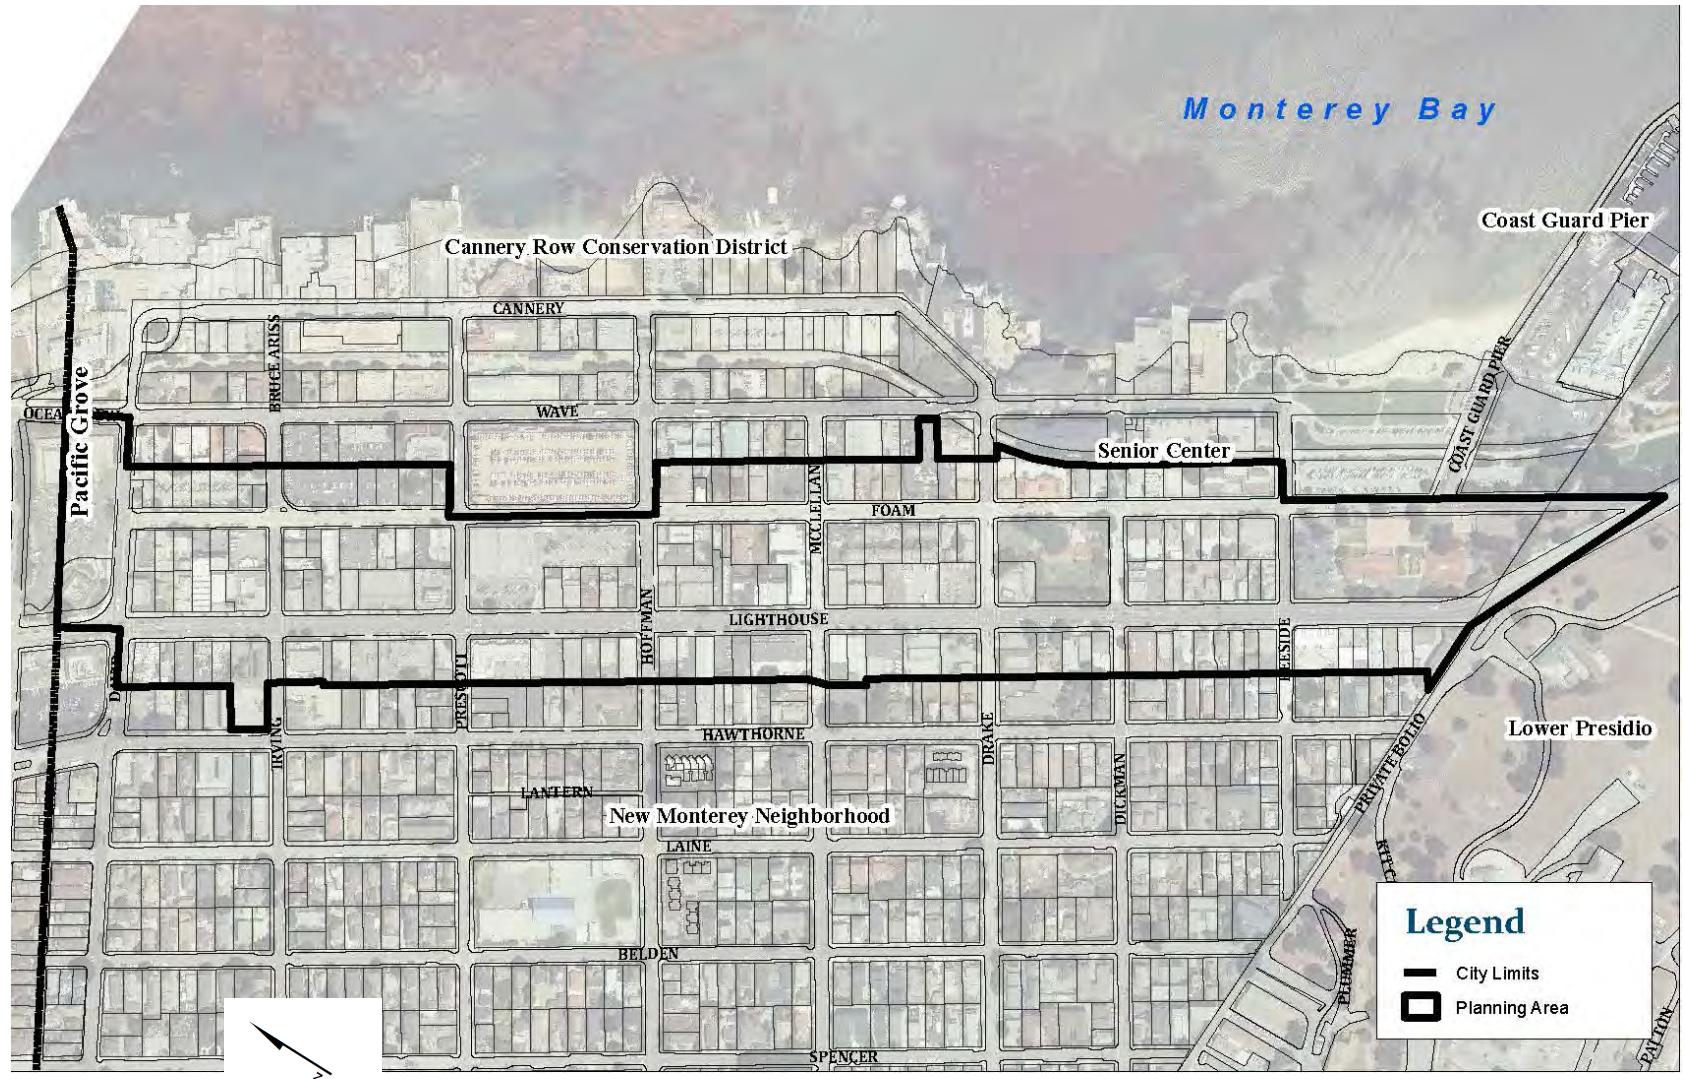 Monterey Bay
Coast Guard Pier
Cannery Row Conservation District
CANNERY
BRUCE ARISS
COAST GUARD PIER
Pacific Grove
WAVE
Senior Center
MCCLELLAN
FOAM
HOFFMAN
LIGHTHOUSE
PRESCOTT
IRVING
HAWTHORNE
DRAKE
Lower Presidio
PRIVATE BOLIO
DICKMAN
LANTERN
New Monterey Neighborhood
LAINE
BELDEN
PLUMMER
SPENCER
PATTON
Legend
City Limits
Planning Area